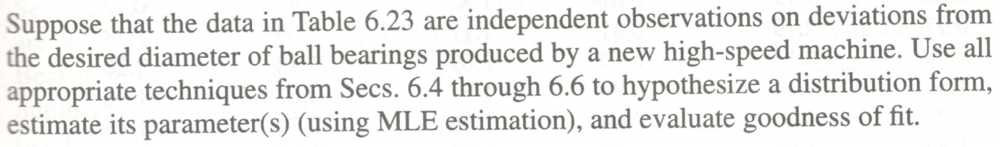 Suppose that the data in Table 6.23 are independent observations on deviations from
the desired diameter of ball bearings produced by a new high-speed machine. Use all
appropriate techniques from Secs. 6.4 through 6.6 to hypothesize a distribution form,
estimate its parameter(s) (using MLE estimation), and evaluate goodness of fit.